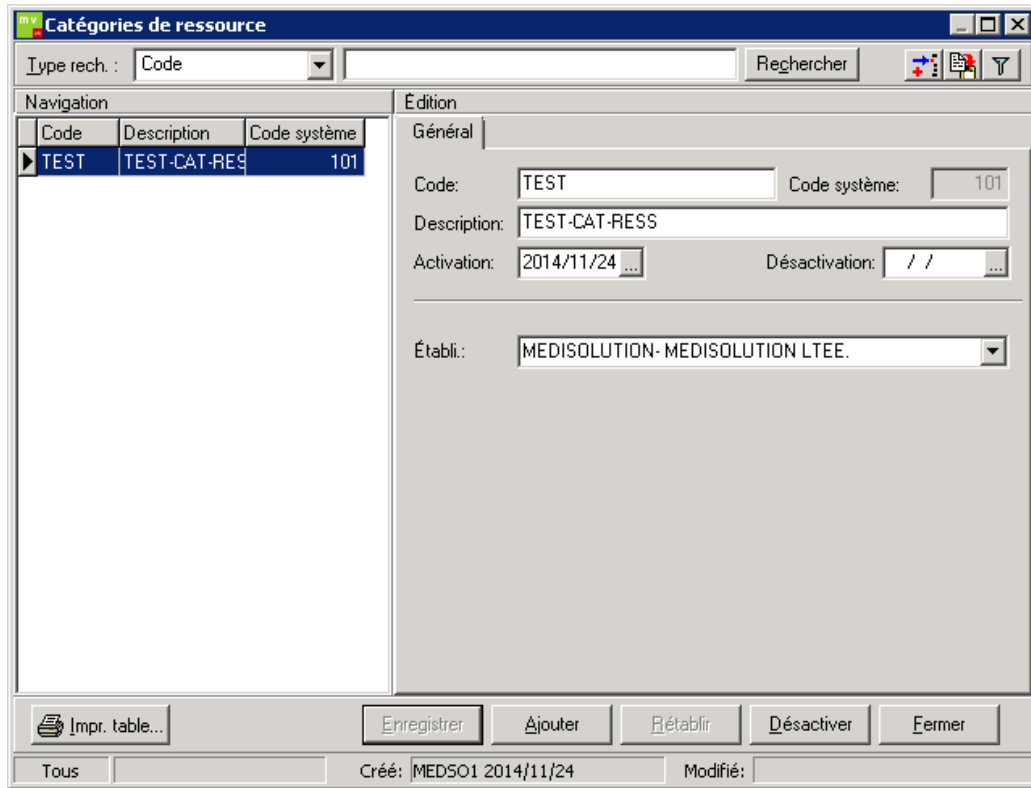 mv Catégories de ressource
Type rech. : Code Rechercher
Navigation Édition
Code Description Code système
TEST TEST-CAT-RES 101
Général
Code: TEST Code système: 101
Description: TEST-CAT-RESS
Activation: 2014/11/24 ... Désactivation: / / ...
Établi.: MEDISOLUTION- MEDISOLUTION LTEE.
Impr. table... Enregistrer Ajouter Rétablir Désactiver Fermer
Tous Créé: MEDSO1 2014/11/24 Modifié: